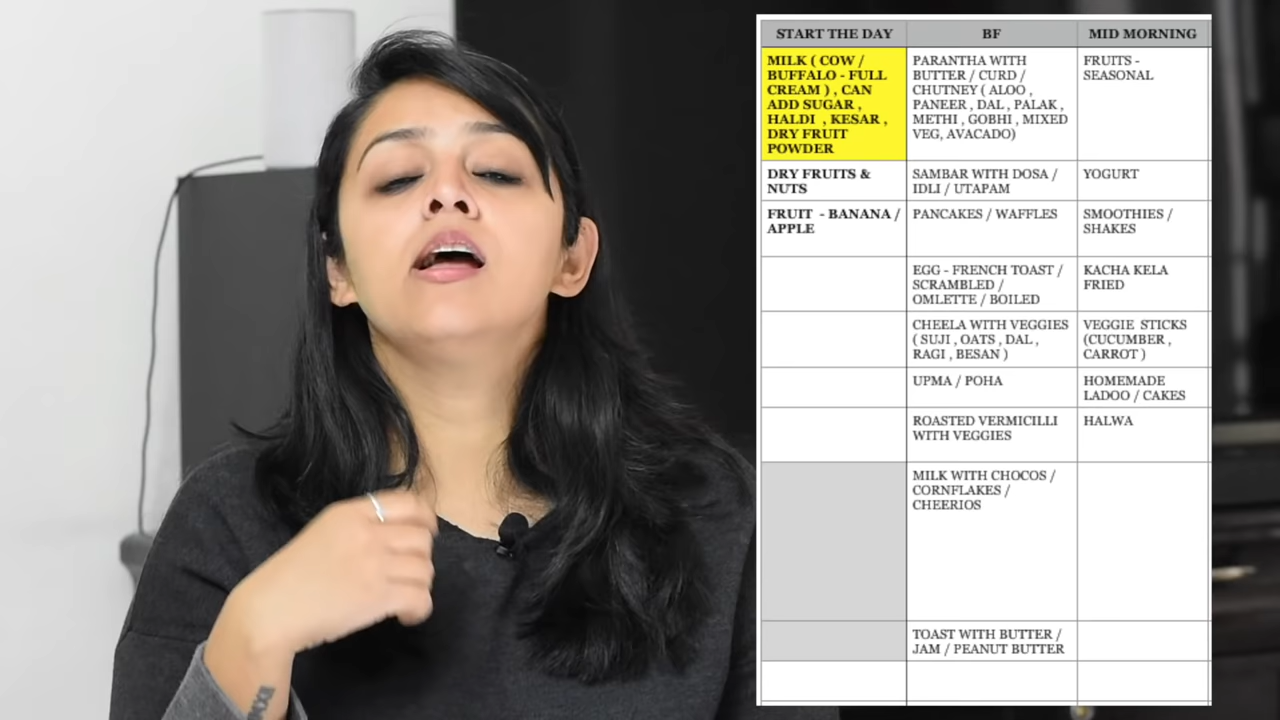 START THE DAY
BF
MID MORNING
MILK ( COW /
BUFFALO - FULL
CREAM ) , CAN
ADD SUGAR ,
HALDI , KESAR ,
DRY FRUIT
POWDER
PARANTHA WITH
BUTTER / CURD /
CHUTNEY ( ALOO ,
PANEER , DAL , PALAK ,
METHI , GOBHI , MIXED
VEG, AVACADO)
FRUITS -
SEASONAL
DRY FRUITS &
NUTS
SAMBAR WITH DOSA /
IDLI / UTAPAM
YOGURT
FRUIT - BANANA /
APPLE
PANCAKES / WAFFLES
SMOOTHIES /
SHAKES
EGG - FRENCH TOAST /
SCRAMBLED /
OMLETTE / BOILED
KACHA KELA
FRIED
CHEELA WITH VEGGIES
( SUJI , OATS , DAL ,
RAGI , BESAN )
VEGGIE STICKS
(CUCUMBER ,
CARROT )
UPMA / POHA
HOMEMADE
LADOO / CAKES
ROASTED VERMICILLI
WITH VEGGIES
HALWA
MILK WITH CHOCOS /
CORNFLAKES /
CHEERIOS
TOAST WITH BUTTER /
JAM / PEANUT BUTTER